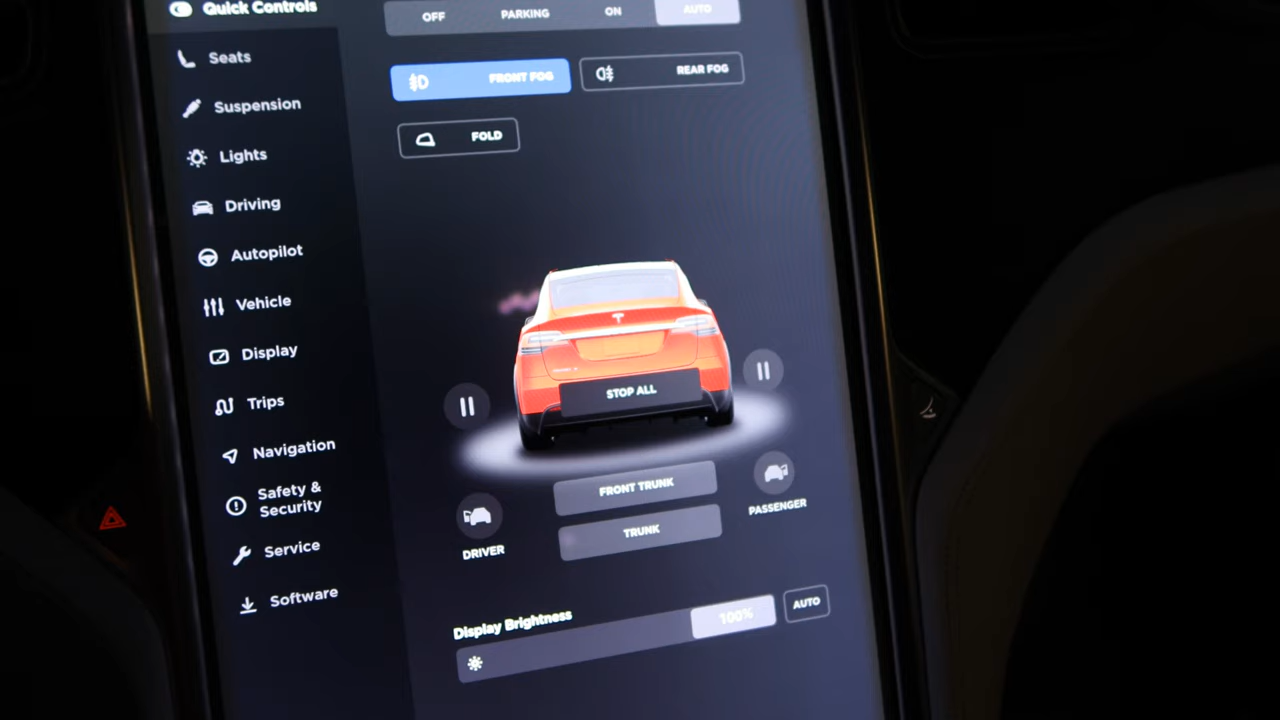 Quick Controls
Seats
Suspension
Lights
Driving
Autopilot
Vehicle
Display
Trips
Navigation
Safety &
Security
Service
Software
OFF PARKING ON AUTO
FRONT FOG REAR FOG
FOLD
STOP ALL
FRONT TRUNK
TRUNK
DRIVER
PASSENGER
Display Brightness
100% AUTO